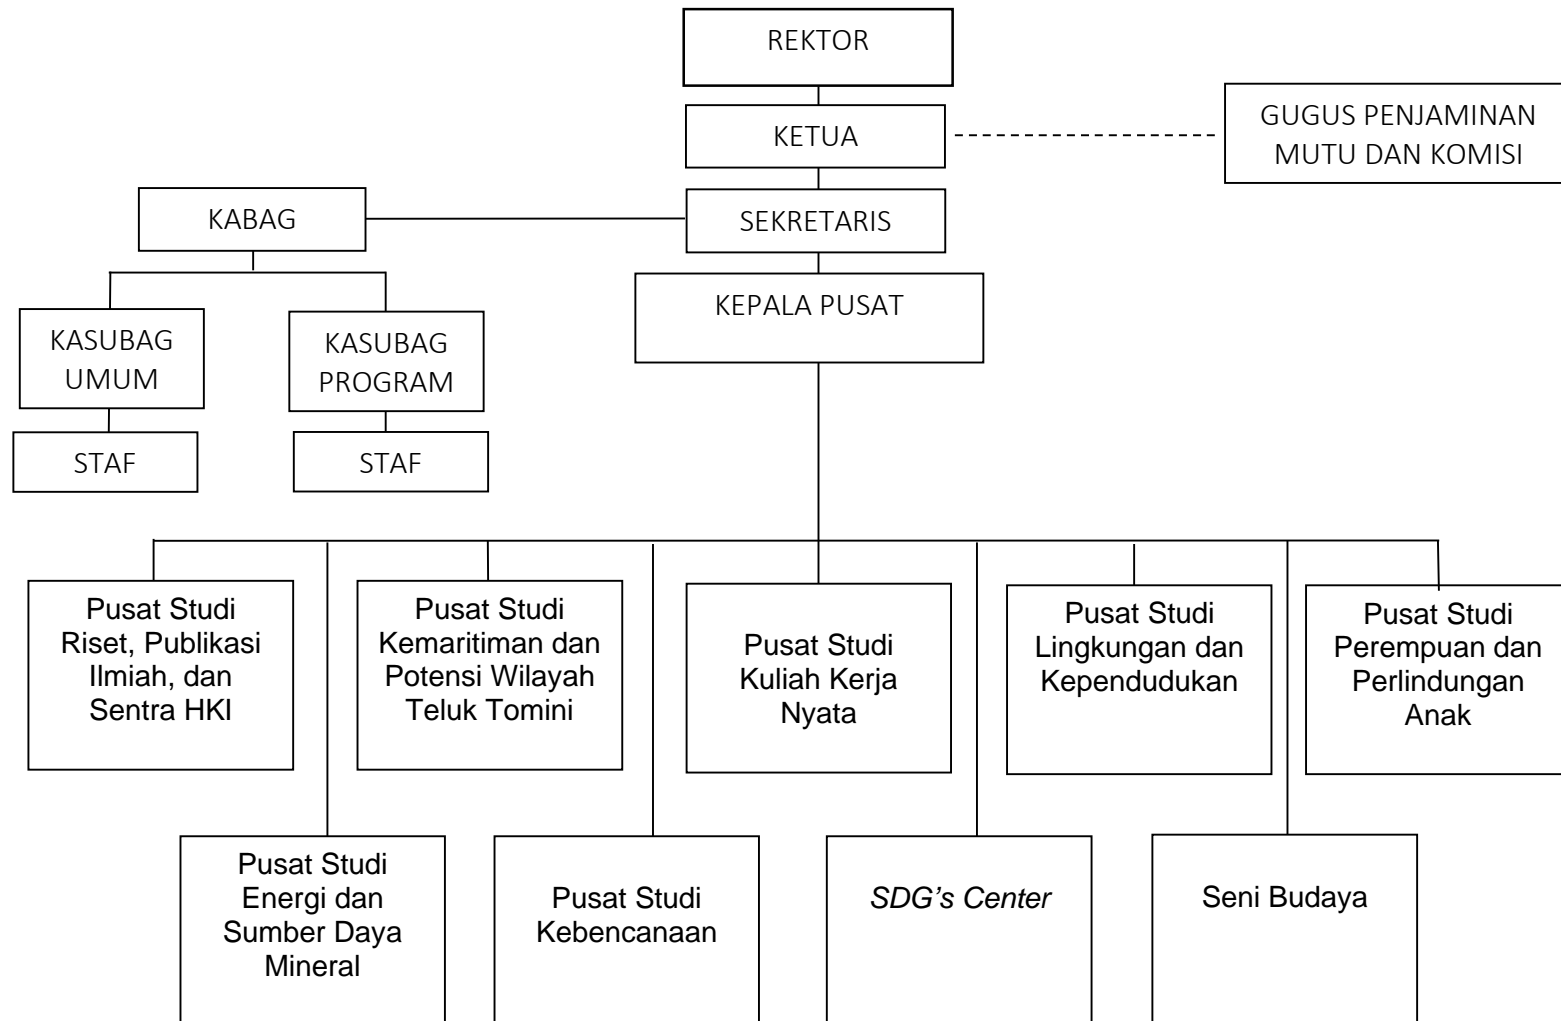 REKTOR
KETUA
GUGUS PENJAMINAN
MUTU DAN KOMISI
KABAG
SEKRETARIS
KEPALA PUSAT
KASUBAG
UMUM
KASUBAG
PROGRAM
STAF
STAF
Pusat Studi
Riset, Publikasi
Ilmiah, dan
Sentra HKI
Pusat Studi
Kemaritiman dan
Potensi Wilayah
Teluk Tomini
Pusat Studi
Kuliah Kerja
Nyata
Pusat Studi
Lingkungan dan
Kependudukan
Pusat Studi
Perempuan dan
Perlindungan
Anak
Pusat Studi
Energi dan
Sumber Daya
Mineral
Pusat Studi
Kebencanaan
SDG's Center
Seni Budaya